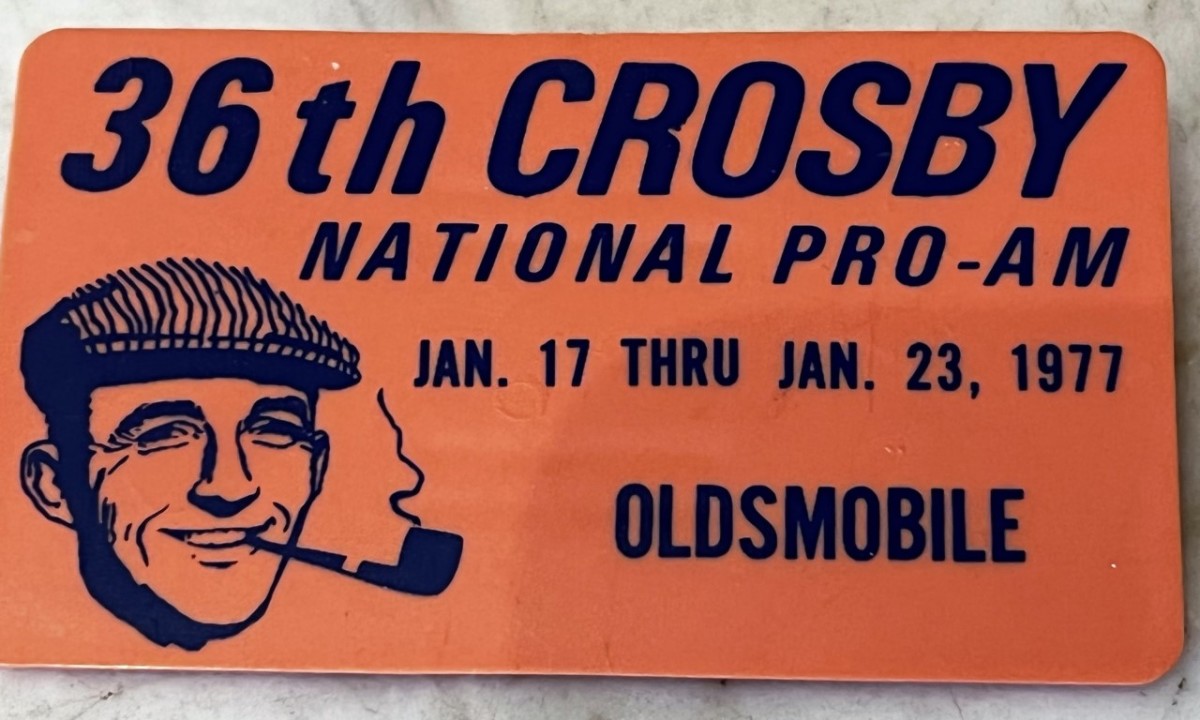 36th CROSBY
NATIONAL PRO-AM
JAN. 17 THRU JAN. 23, 1977
OLDSMOBILE